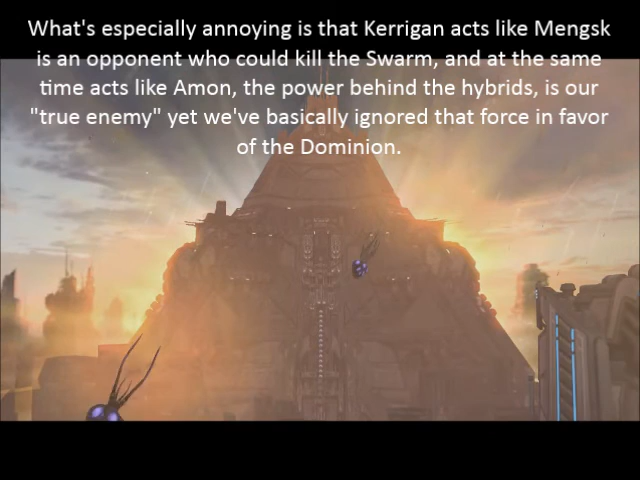 What's especially annoying is that Kerrigan acts like Mengsk
is an opponent who could kill the Swarm, and at the same
time acts like Amon, the power behind the hybrids, is our
"true enemy" yet we've basically ignored that force in favor
of the Dominion.